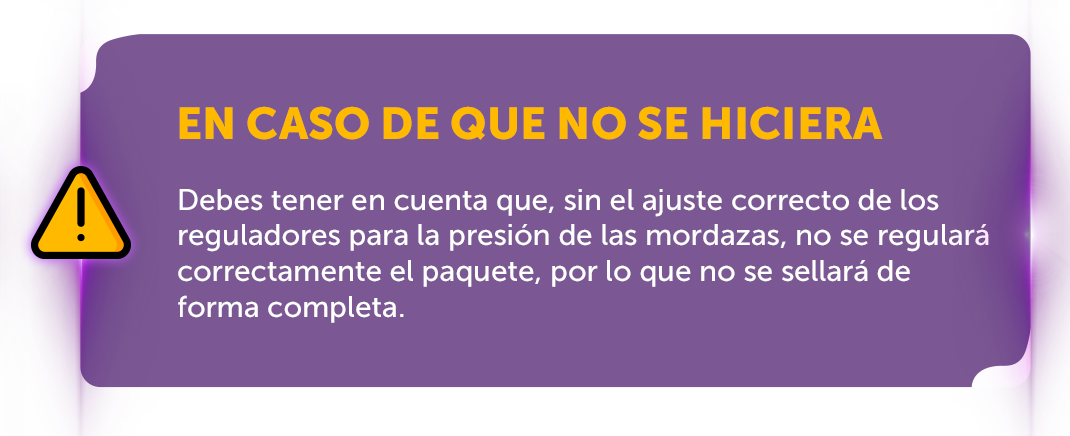 EN CASO DE QUE NO SE HICIERA
Debes tener en cuenta que, sin el ajuste correcto de los
reguladores para la presión de las mordazas, no se regulará
correctamente el paquete, por lo que no se sellará de
forma completa.